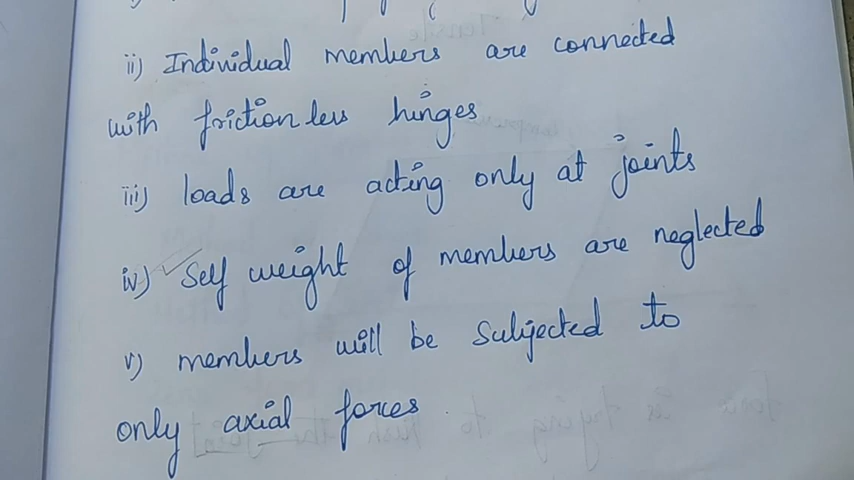 ii) Individual members are connected
with frictionless hinges
iii) loads are acting only at joints
iv) Self weight of members are neglected
v) members will be subjected to
only axial forces